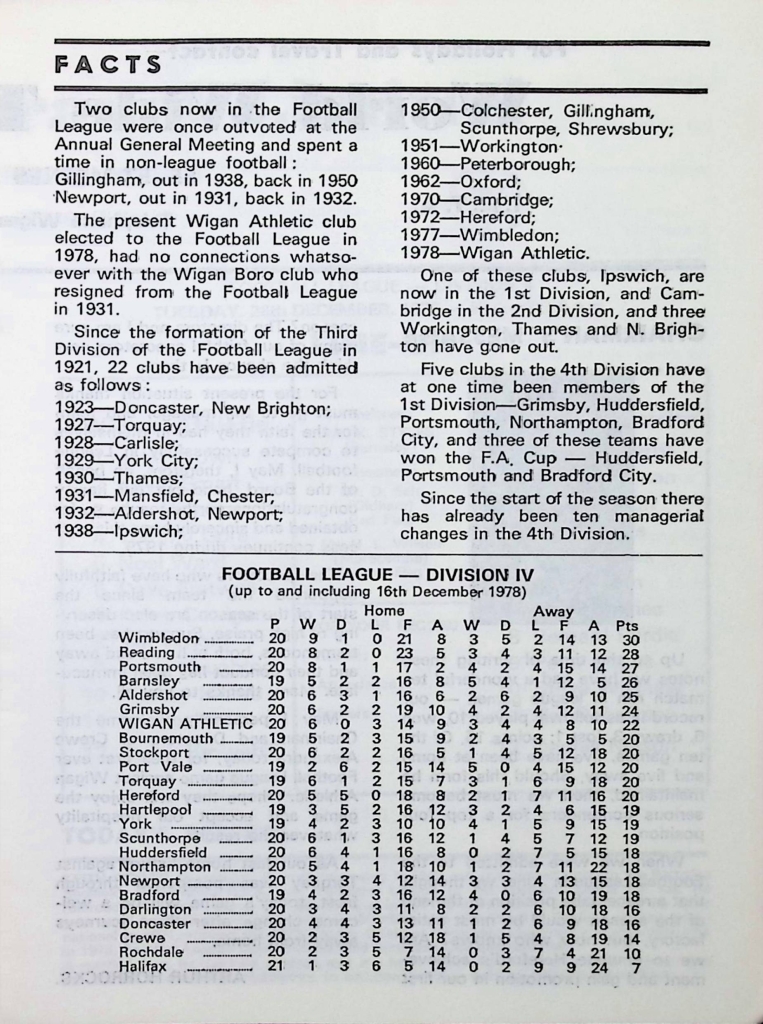 FACTS
Two clubs now in the Football
League were once outvoted at the
Annual General Meeting and spent a
time in non-league football :
Gillingham, out in 1938, back in 1950
Newport, out in 1931, back in 1932.
The present Wigan Athletic club
elected to the Football League in
1978, had no connections whatso-
ever with the Wigan Boro club who
resigned from the Football League
in 1931.
Since the formation of the Third
Division of the Football League in
1921, 22 clubs have been admitted
as follows :
1923—Doncaster, New Brighton;
1927—Torquay;
1928—Carlisle;
1929—York City;
1930—Thames;
1931—Mansfield, Chester;
1932—Aldershot, Newport;
1938—Ipswich;
1950—Colchester, Gillingham,
Scunthorpe, Shrewsbury;
1951—Workington
1960—Peterborough;
1962—Oxford;
1970—Cambridge;
1972—Hereford;
1977—Wimbledon;
1978—Wigan Athletic.
One of these clubs, Ipswich, are
now in the 1st Division, and Cam-
bridge in the 2nd Division, and three
Workington, Thames and N. Brigh-
ton have gone out.
Five clubs in the 4th Division have
at one time been members of the
1st Division—Grimsby, Huddersfield,
Portsmouth, Northampton, Bradford
City, and three of these teams have
won the F.A. Cup — Huddersfield,
Portsmouth and Bradford City.
Since the start of the season there
has already been ten managerial
changes in the 4th Division.
FOOTBALL LEAGUE — DIVISION IV
(up to and including 16th December 1978)
Home Away
P W D L F A W D L F A Pts
Wimbledon 20 9 1 0 21 8 3 5 2 14 13 30
Reading 20 8 2 0 23 5 3 4 3 11 12 28
Portsmouth 20 8 1 1 17 2 4 2 4 15 14 27
Barnsley 19 5 2 2 16 8 5 4 1 12 5 26
Aldershot 20 6 3 1 16 6 2 6 2 9 10 25
Grimsby 20 6 2 2 19 10 4 2 4 12 11 24
WIGAN ATHLETIC 20 6 0 3 14 9 3 4 4 8 10 22
Bournemouth 19 5 2 3 15 9 2 4 3 5 5 20
Stockport 20 6 2 2 16 5 1 4 5 12 18 20
Port Vale 19 2 6 2 15 14 5 0 4 15 12 20
Torquay 19 6 1 2 15 7 3 1 6 9 18 20
Hereford 20 5 5 0 18 8 2 1 7 11 16 20
Hartlepool 19 3 5 2 16 12 3 2 4 6 15 19
York 19 4 2 3 10 10 4 1 5 9 15 19
Scunthorpe 20 6 1 3 16 12 1 4 5 7 12 19
Huddersfield 20 6 4 1 16 8 0 2 7 5 15 18
Northampton 20 5 4 1 18 10 1 2 7 11 22 18
Newport 20 3 3 4 12 14 3 3 4 13 15 18
Bradford 19 4 2 3 16 12 4 0 6 10 19 18
Darlington 20 3 4 3 11 8 2 2 6 10 18 16
Doncaster 20 4 4 3 13 11 1 2 6 9 18 16
Crewe 20 2 3 5 12 18 1 5 4 8 19 14
Rochdale 20 2 3 5 7 14 0 3 7 4 21 10
Halifax 21 1 3 6 5 14 0 2 9 9 24 7